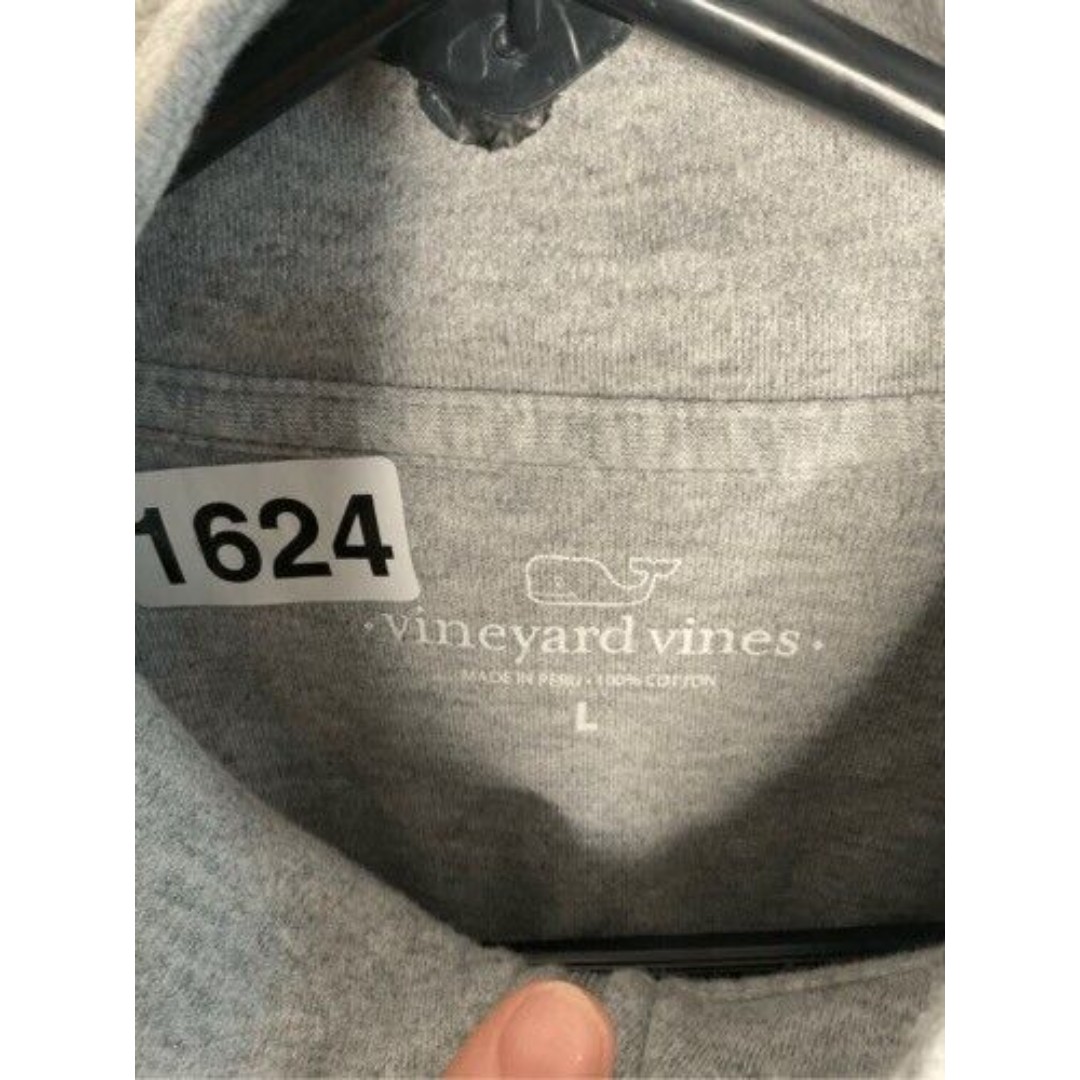 1624
·vineyard vines·
MADE IN PERU · 100% COTTON
L